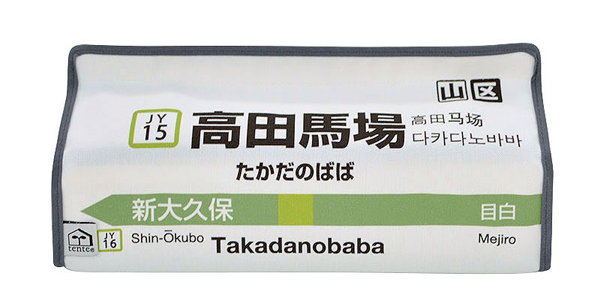 山 区
JY
15
高田馬場
高田马场
다카다노바바
たかだのばば
新大久保
目白
JY
16
Shin-Ōkubo
Takadanobaba
Mejiro
tentoe